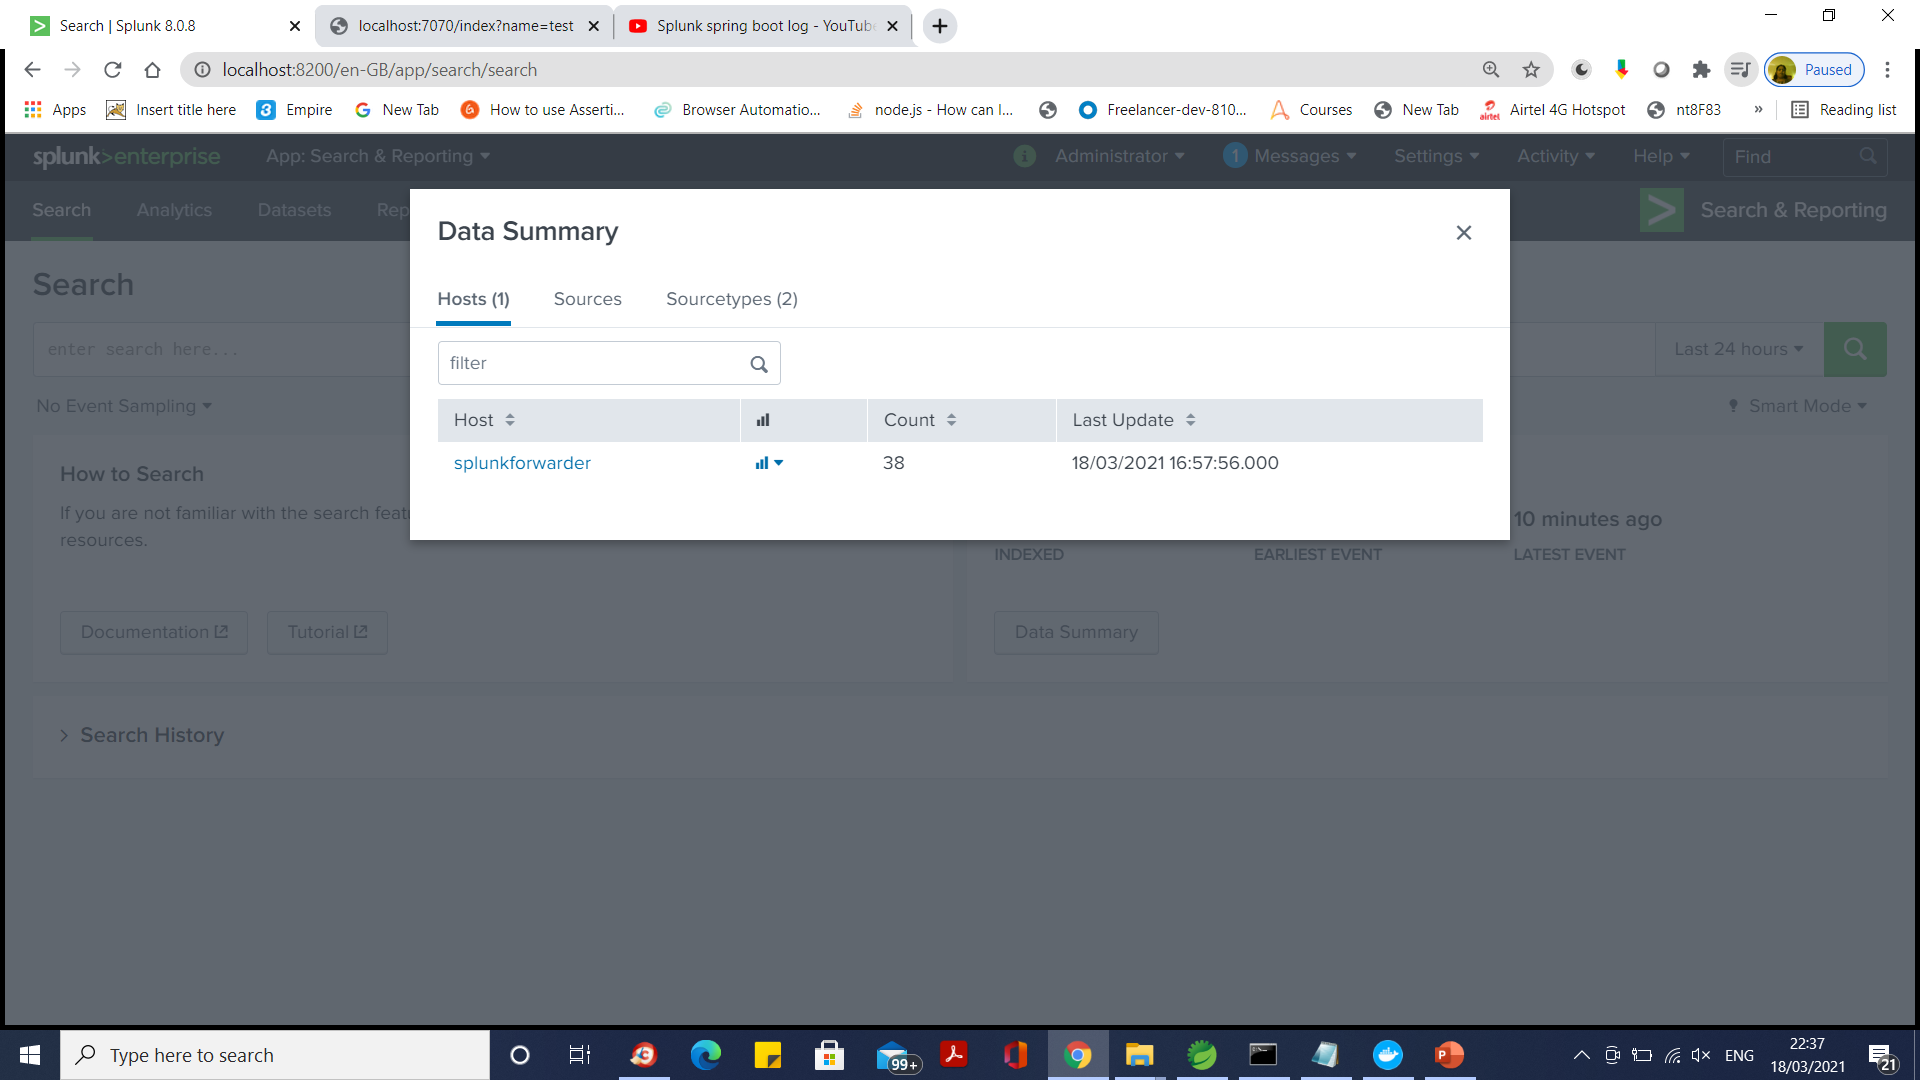 Search | Splunk 8.0.8
localhost:7070/index?name=test
Splunk spring boot log - YouTube
localhost:8200/en-GB/app/search/search
Paused
Apps
Insert title here
Empire
New Tab
How to use Asserti...
Browser Automatio...
node.js - How can I...
Freelancer-dev-810...
Courses
New Tab
Airtel 4G Hotspot
nt8F83
»
Reading list
splunk>enterprise
App: Search & Reporting
i
Administrator
1
Messages
Settings
Activity
Help
Find
Search
Analytics
Datasets
Rep
Search & Reporting
Data Summary
Search
Hosts (1)
Sources
Sourcetypes (2)
enter search here...
filter
Last 24 hours
No Event Sampling
Smart Mode
Host
Count
Last Update
splunkforwarder
38
18/03/2021 16:57:56.000
How to Search
If you are not familiar with the search feat
resources.
10 minutes ago
INDEXED
EARLIEST EVENT
LATEST EVENT
Documentation
Tutorial
Data Summary
Search History
Type here to search
99+
ENG
22:37
18/03/2021
21